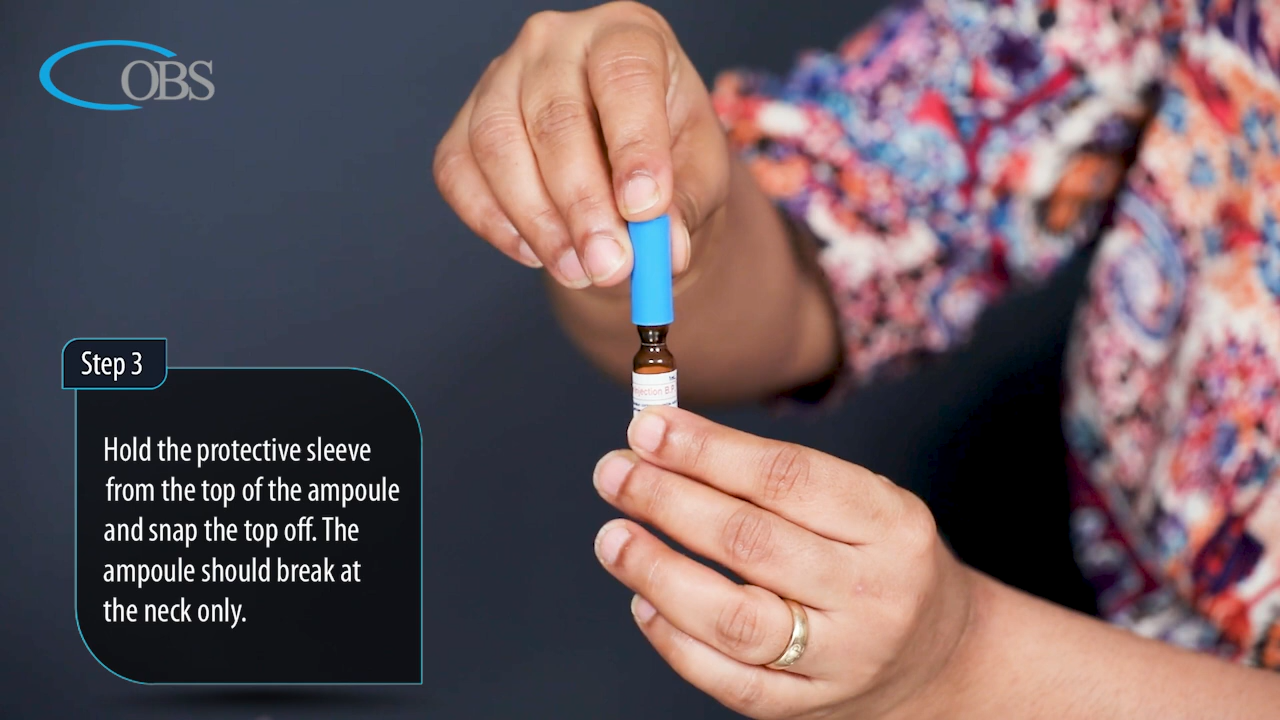 OBS
Step 3
Hold the protective sleeve
from the top of the ampoule
and snap the top off. The
ampoule should break at
the neck only.